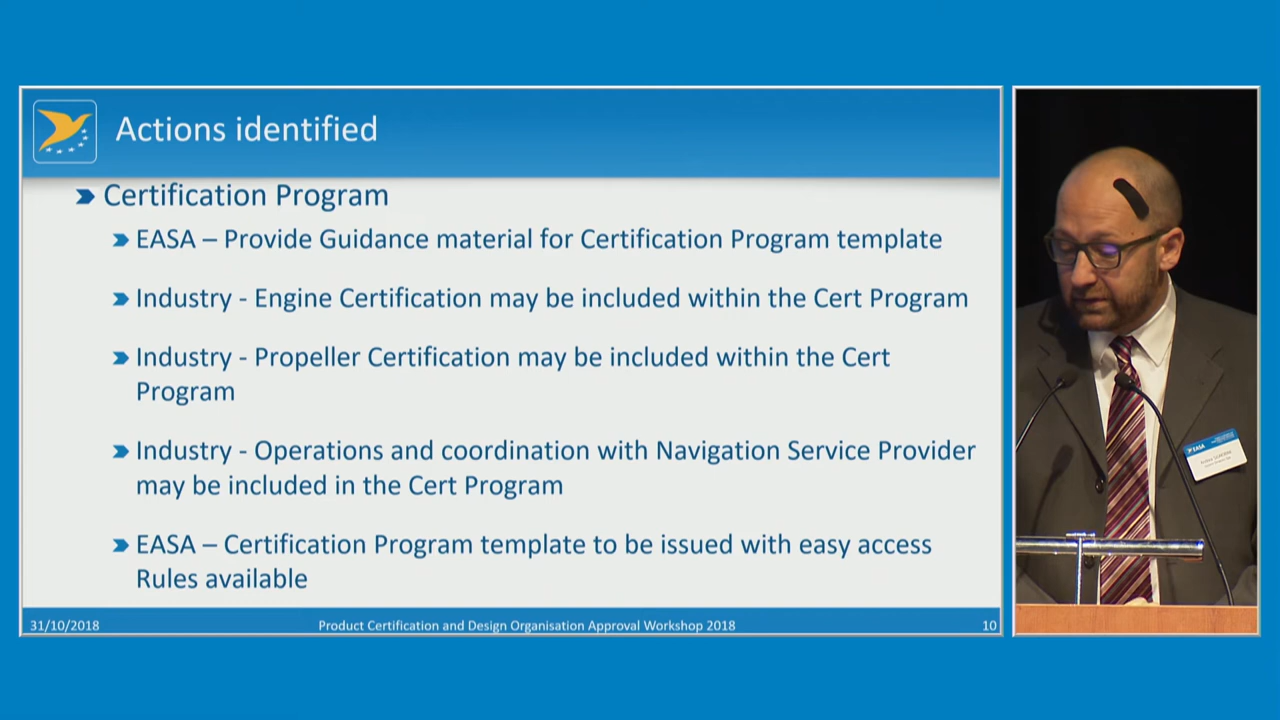 Actions identified
Certification Program
EASA – Provide Guidance material for Certification Program template
Industry - Engine Certification may be included within the Cert Program
Industry - Propeller Certification may be included within the Cert
Program
Industry - Operations and coordination with Navigation Service Provider
may be included in the Cert Program
EASA – Certification Program template to be issued with easy access
Rules available
31/10/2018
Product Certification and Design Organisation Approval Workshop 2018
10
EASA